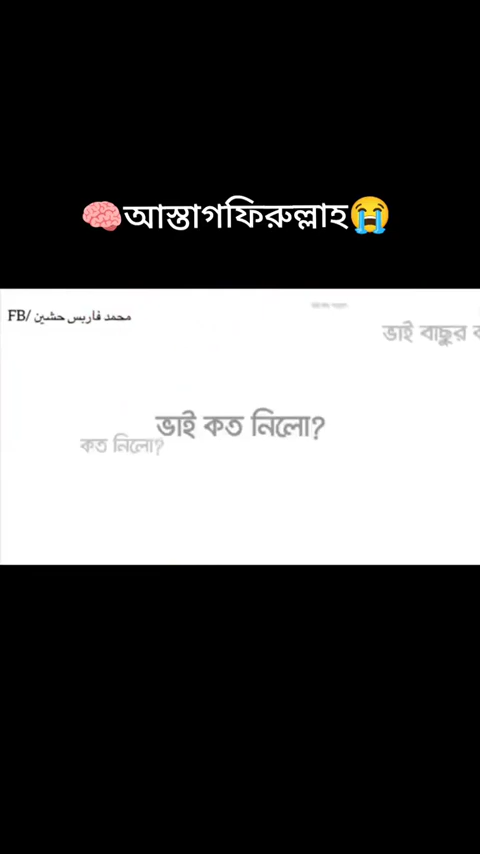 🧠আস্তাগফিরুল্লাহ😭
محمد فاريس حشين /FB
ভাই বাছুর
ভাই কত নিলো?
কত নিলো?